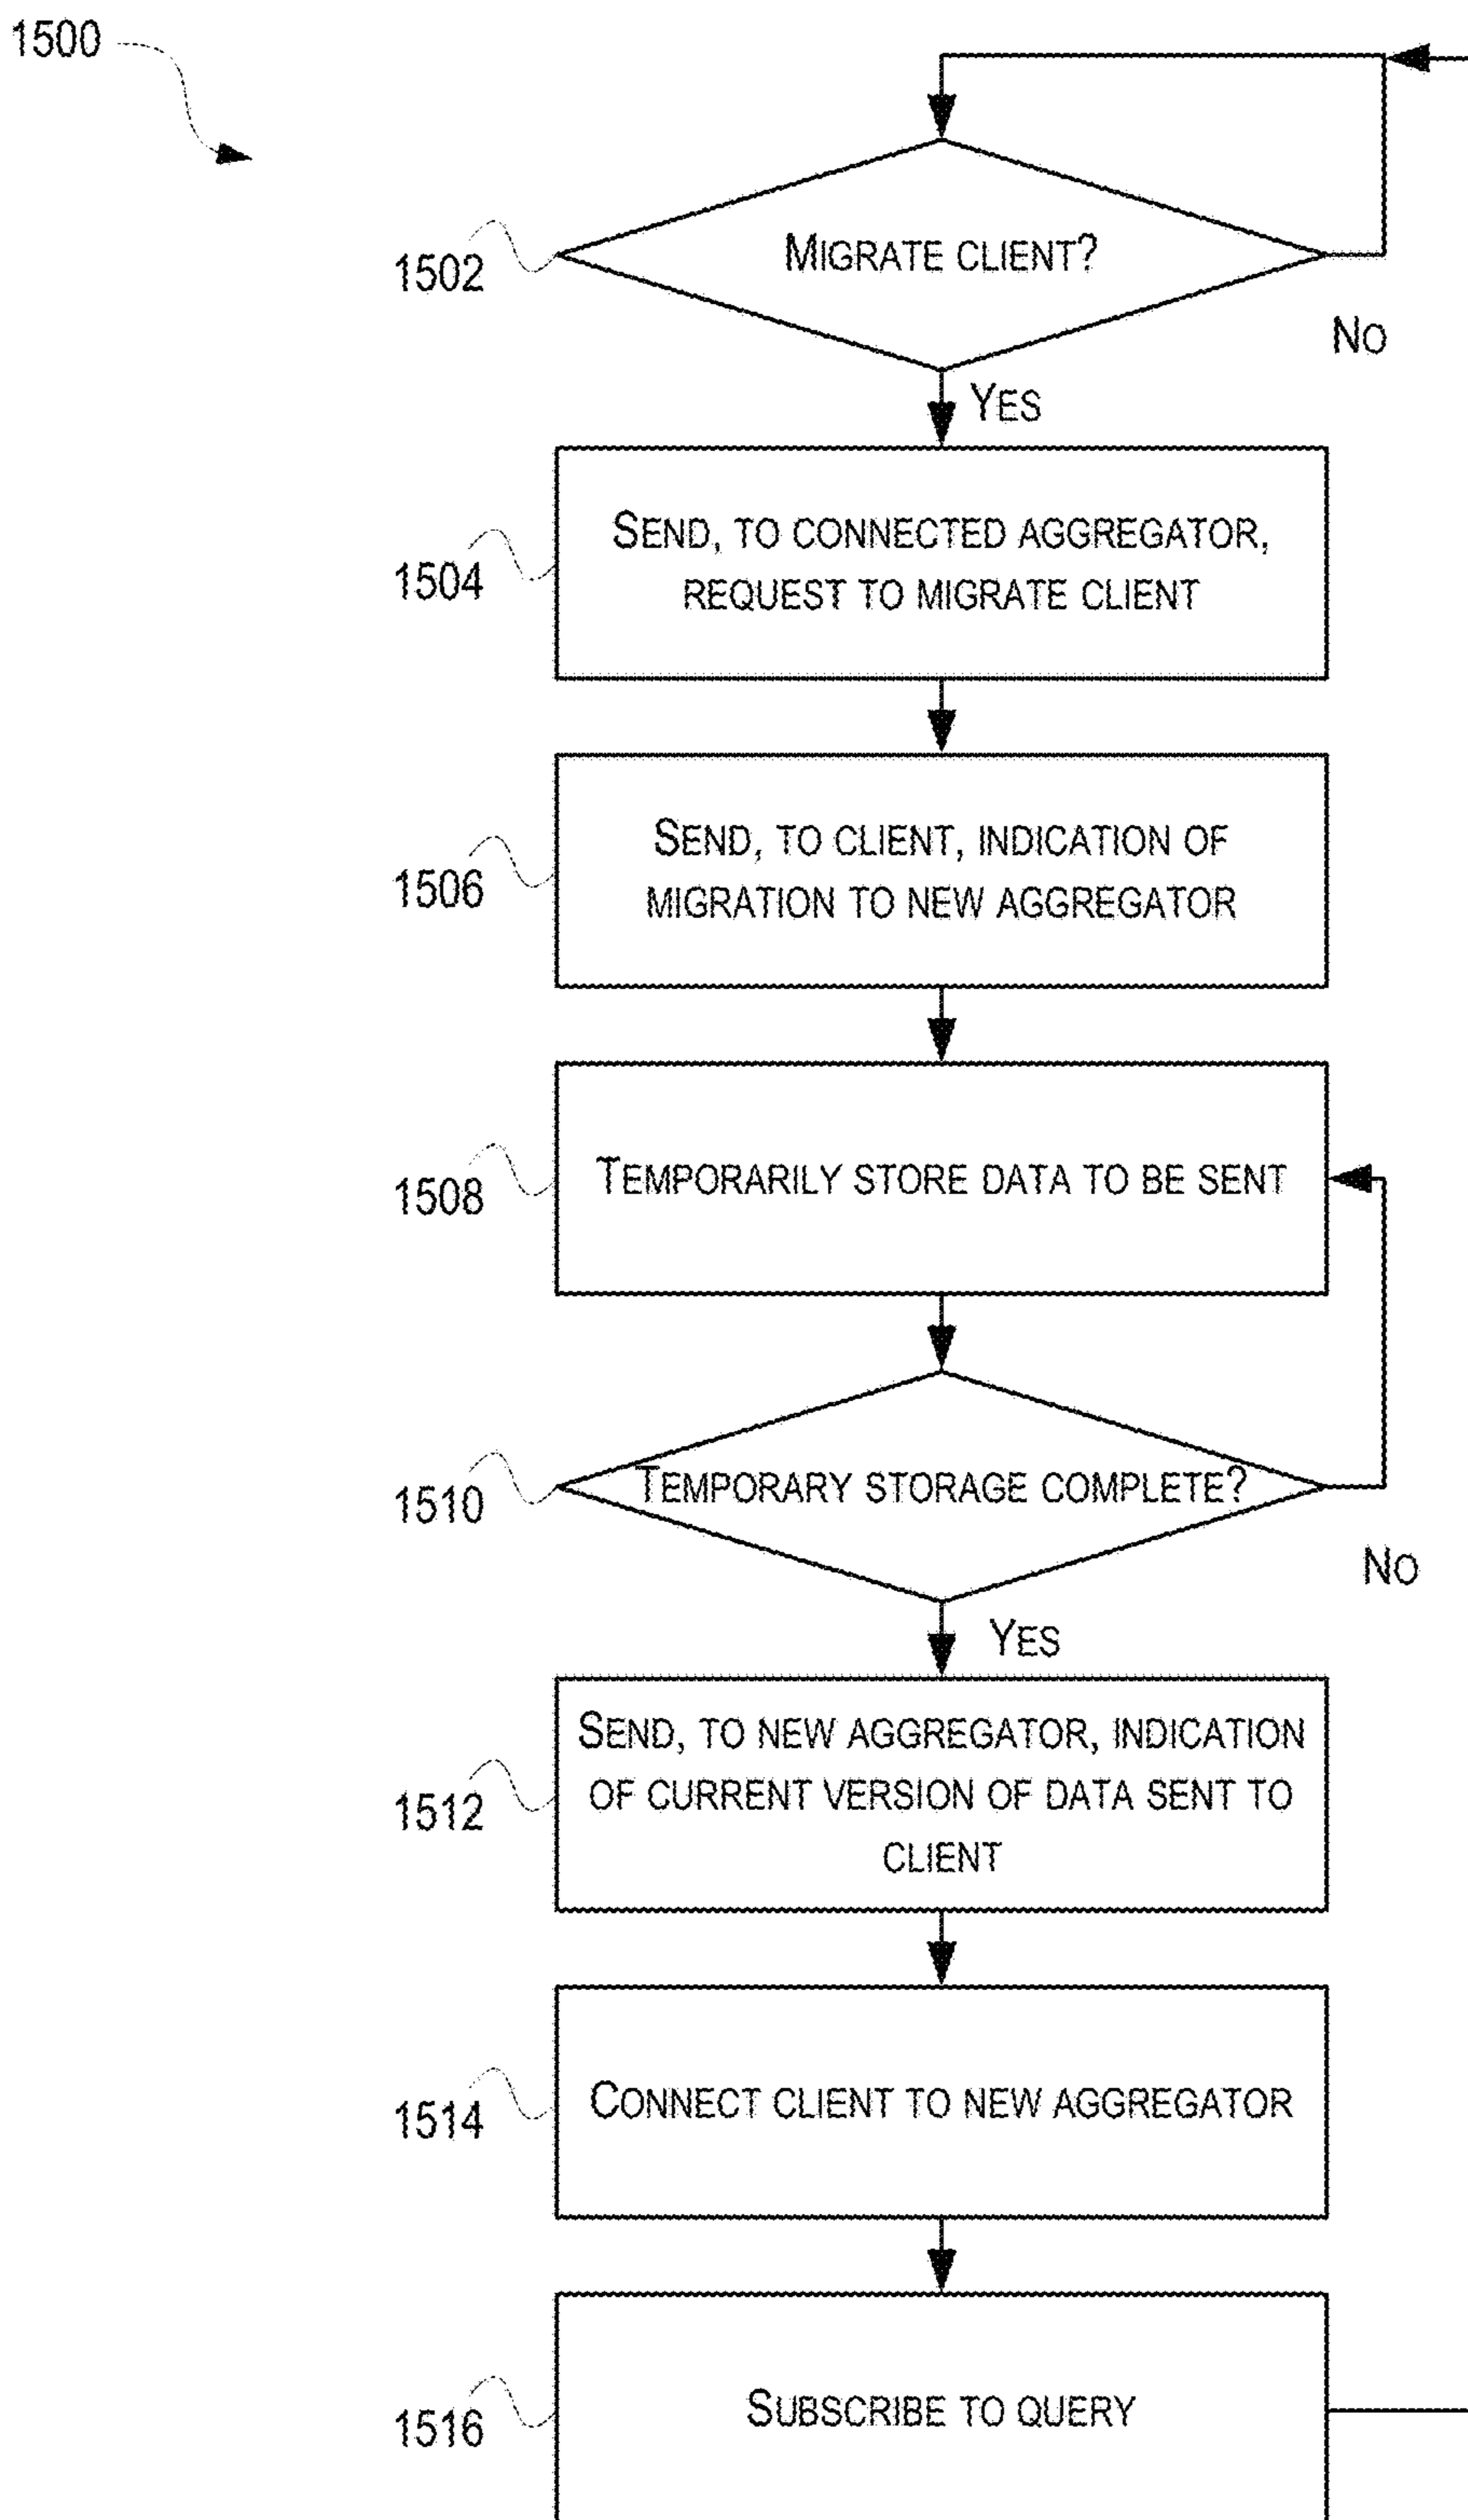 1500
MIGRATE CLIENT?
1502
NO
YES
SEND, TO CONNECTED AGGREGATOR,
REQUEST TO MIGRATE CLIENT
1504
SEND, TO CLIENT, INDICATION OF
MIGRATION TO NEW AGGREGATOR
1506
TEMPORARILY STORE DATA TO BE SENT
1508
TEMPORARY STORAGE COMPLETE?
1510
NO
YES
SEND, TO NEW AGGREGATOR, INDICATION
OF CURRENT VERSION OF DATA SENT TO
CLIENT
1512
CONNECT CLIENT TO NEW AGGREGATOR
1514
SUBSCRIBE TO QUERY
1516